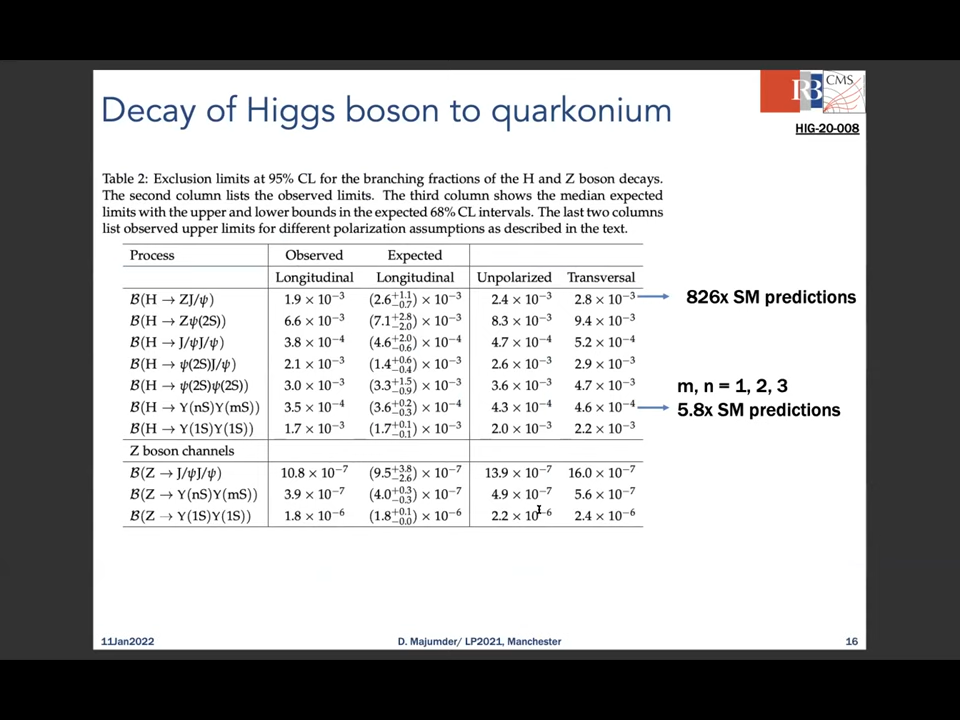 Decay of Higgs boson to quarkonium
RB
CMS
HIG-20-008
Table 2: Exclusion limits at 95% CL for the branching fractions of the H and Z boson decays.
The second column lists the observed limits. The third column shows the median expected
limits with the upper and lower bounds in the expected 68% CL intervals. The last two columns
list observed upper limits for different polarization assumptions as described in the text.
Process Observed Expected
Longitudinal Longitudinal Unpolarized Transversal
B(H → ZJ/ψ) 1.9 × 10⁻³ (2.6⁺¹·¹₋₀.₇) × 10⁻³ 2.4 × 10⁻³ 2.8 × 10⁻³ → 826x SM predictions
B(H → Zψ(2S)) 6.6 × 10⁻³ (7.1⁺²·⁸₋₂.₀) × 10⁻³ 8.3 × 10⁻³ 9.4 × 10⁻³
B(H → J/ψJ/ψ) 3.8 × 10⁻⁴ (4.6⁺²·⁰₋₀.₆) × 10⁻⁴ 4.7 × 10⁻⁴ 5.2 × 10⁻⁴
B(H → ψ(2S)J/ψ) 2.1 × 10⁻³ (1.4⁺⁰·⁶₋₀.₄) × 10⁻³ 2.6 × 10⁻³ 2.9 × 10⁻³
B(H → ψ(2S)ψ(2S)) 3.0 × 10⁻³ (3.3⁺¹·⁵₋₀.₉) × 10⁻³ 3.6 × 10⁻³ 4.7 × 10⁻³
m, n = 1, 2, 3
B(H → Υ(nS)Υ(mS)) 3.5 × 10⁻⁴ (3.6⁺⁰·²₋₀.₃) × 10⁻⁴ 4.3 × 10⁻⁴ 4.6 × 10⁻⁴ → 5.8x SM predictions
B(H → Υ(1S)Υ(1S)) 1.7 × 10⁻³ (1.7⁺⁰·¹₋₀.₁) × 10⁻³ 2.0 × 10⁻³ 2.2 × 10⁻³
Z boson channels
B(Z → J/ψJ/ψ) 10.8 × 10⁻⁷ (9.5⁺³·⁸₋₂.₆) × 10⁻⁷ 13.9 × 10⁻⁷ 16.0 × 10⁻⁷
B(Z → Υ(nS)Υ(mS)) 3.9 × 10⁻⁷ (4.0⁺⁰·³₋₀.₃) × 10⁻⁷ 4.9 × 10⁻⁷ 5.6 × 10⁻⁷
B(Z → Υ(1S)Υ(1S)) 1.8 × 10⁻⁶ (1.8⁺⁰·¹₋₀.₀) × 10⁻⁶ 2.2 × 10⁻⁶ 2.4 × 10⁻⁶
11Jan2022 D. Majumder/ LP2021, Manchester 16